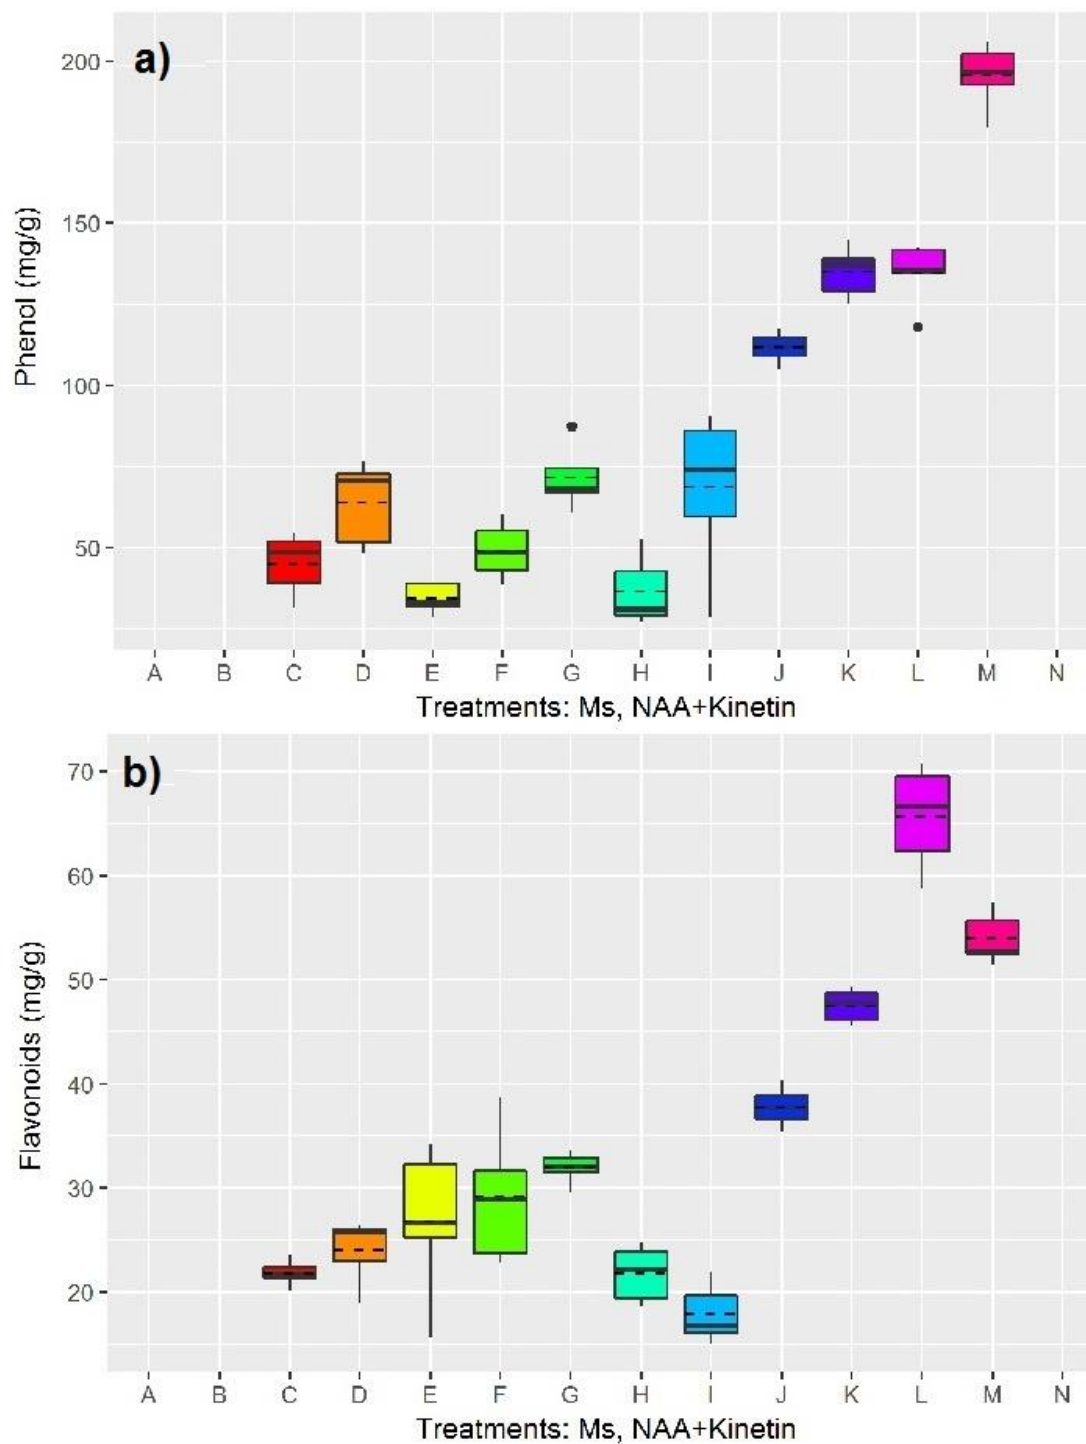 a)
Phenol (mg/g)
200
150
100
50
A B C D E F G H I J K L M N
Treatments: Ms, NAA+Kinetin
b)
Flavonoids (mg/g)
70
60
50
40
30
20
A B C D E F G H I J K L M N
Treatments: Ms, NAA+Kinetin